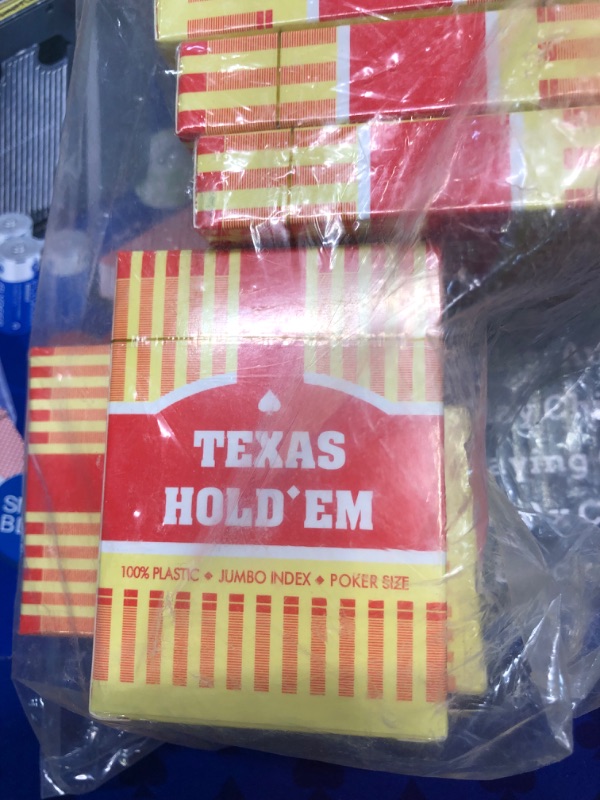 TEXAS
HOLD'EM
100% PLASTIC ◆ JUMBO INDEX ◆ POKER SIZE